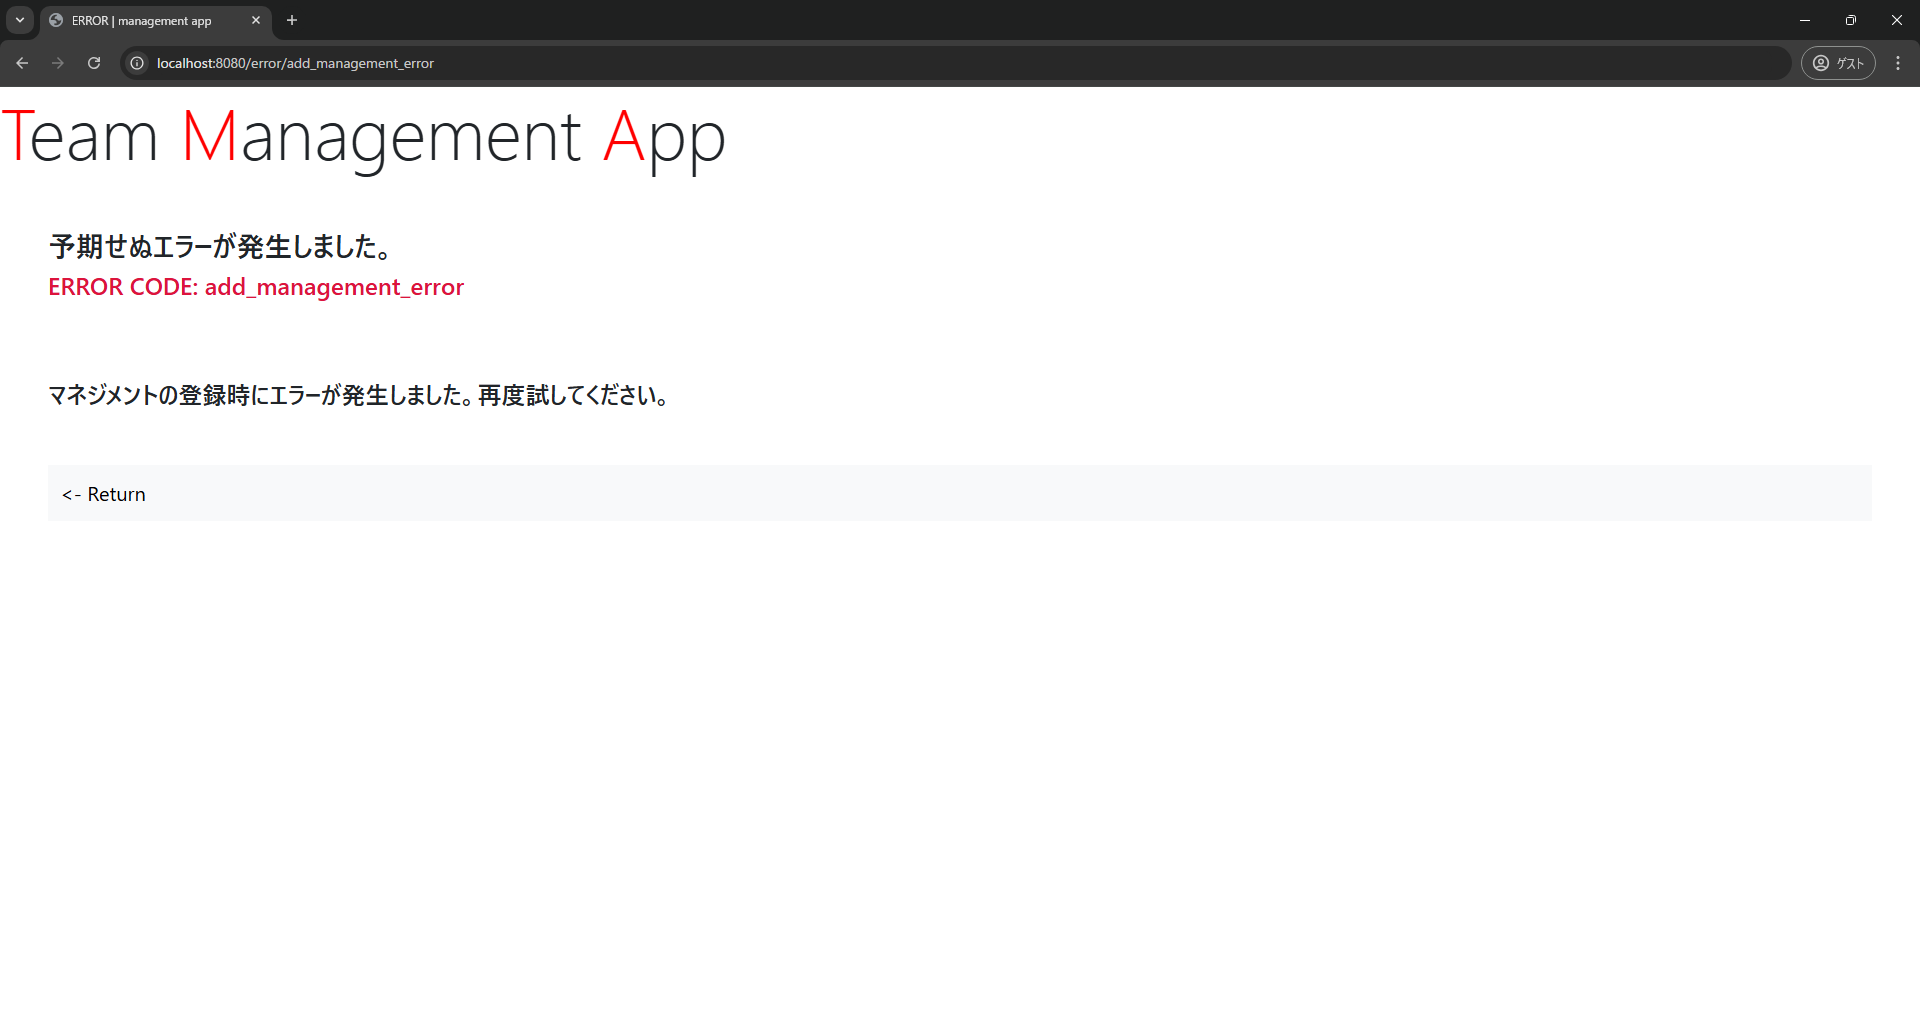 ERROR | management app
localhost:8080/error/add_management_error
ゲスト
Team Management App
予期せぬエラーが発生しました。
ERROR CODE: add_management_error
マネジメントの登録時にエラーが発生しました。再度試してください。
<- Return